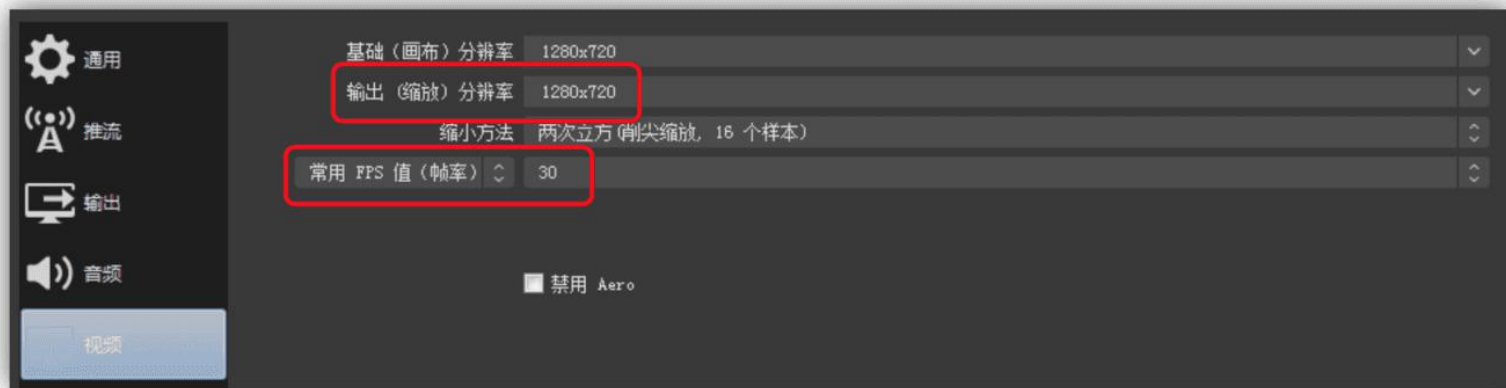 通用
推流
输出
音频
视频
基础（画布）分辨率 1280x720
输出（缩放）分辨率 1280x720
缩小方法 两次立方(削尖缩放, 16 个样本)
常用 FPS 值（帧率） 30
禁用 Aero